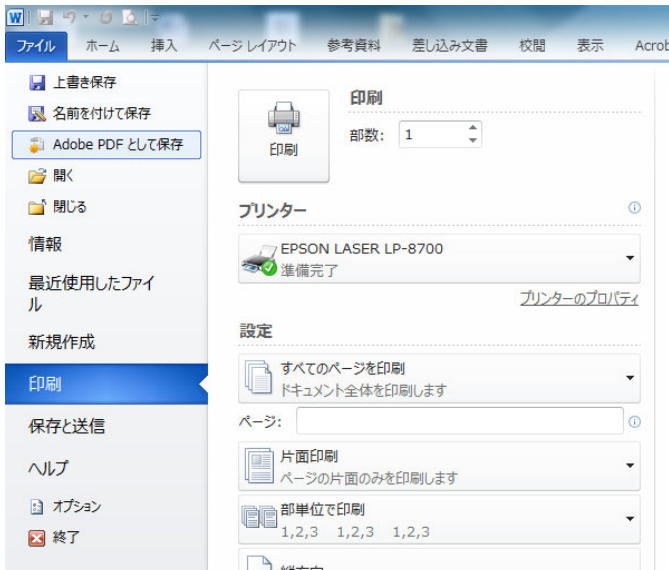 W
ファイル ホーム 挿入 ページ レイアウト 参考資料 差し込み文書 校閲 表示 Acrob
上書き保存
名前を付けて保存
Adobe PDF として保存
開く
閉じる
情報
最近使用したファイ
ル
新規作成
印刷
保存と送信
ヘルプ
オプション
終了
印刷
印刷
部数: 1
プリンター
EPSON LASER LP-8700
準備完了
プリンターのプロパティ
設定
すべてのページを印刷
ドキュメント全体を印刷します
ページ:
片面印刷
ページの片面のみを印刷します
部単位で印刷
1,2,3 1,2,3 1,2,3